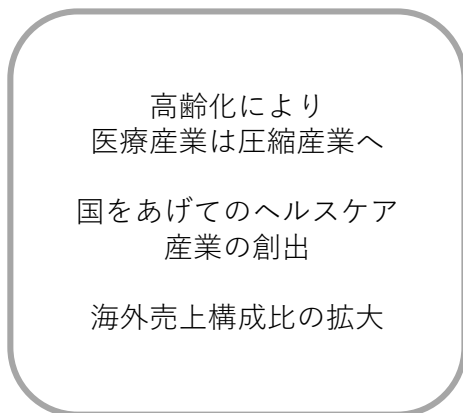 高齢化により
医療産業は圧縮産業へ
国をあげてのヘルスケア
産業の創出
海外売上構成比の拡大